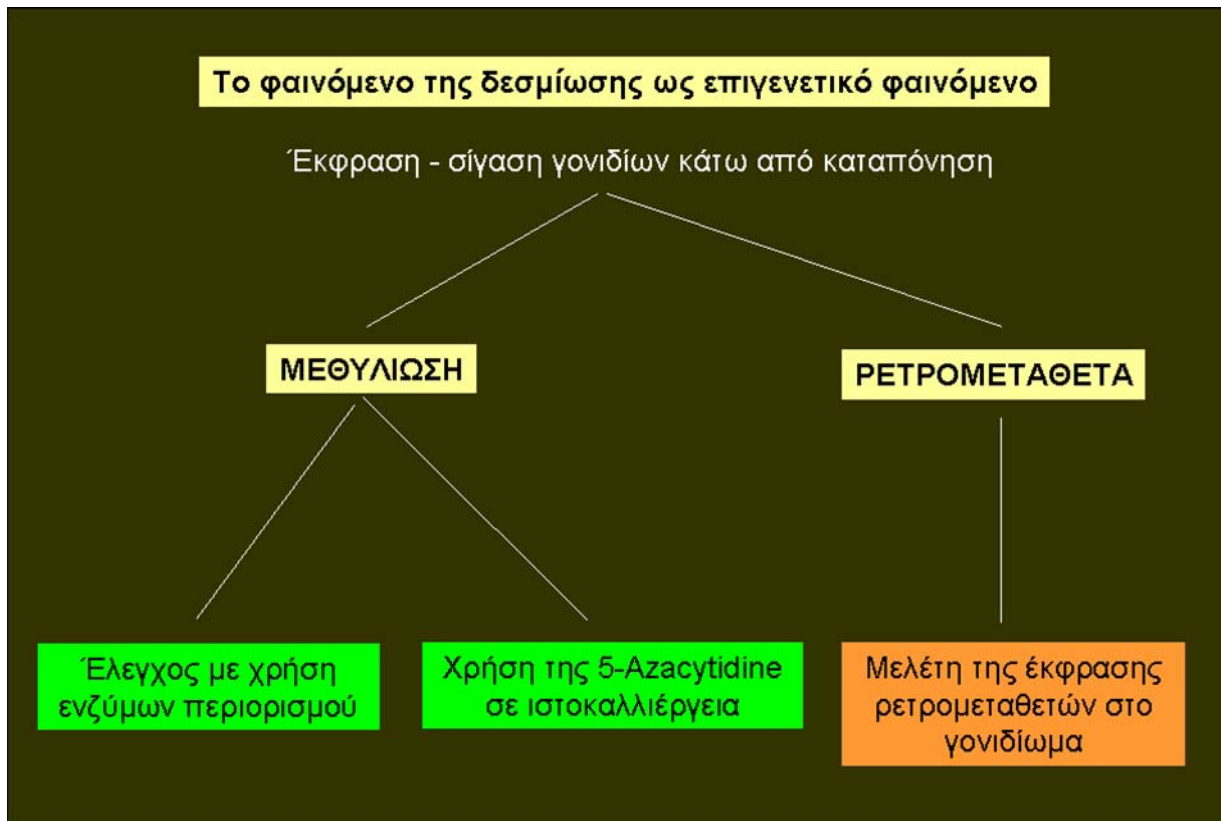 Το φαινόμενο της δεσμίωσης ως επιγενετικό φαινόμενο
Έκφραση - σίγαση γονιδίων κάτω από καταπόνηση
ΜΕΘΥΛΙΩΣΗ
ΡΕΤΡΟΜΕΤΑΘΕΤΑ
Έλεγχος με χρήση
ενζύμων περιορισμού
Χρήση της 5-Azacytidine
σε ιστοκαλλιέργεια
Μελέτη της έκφρασης
ρετρομεταθετών στο
γονιδίωμα